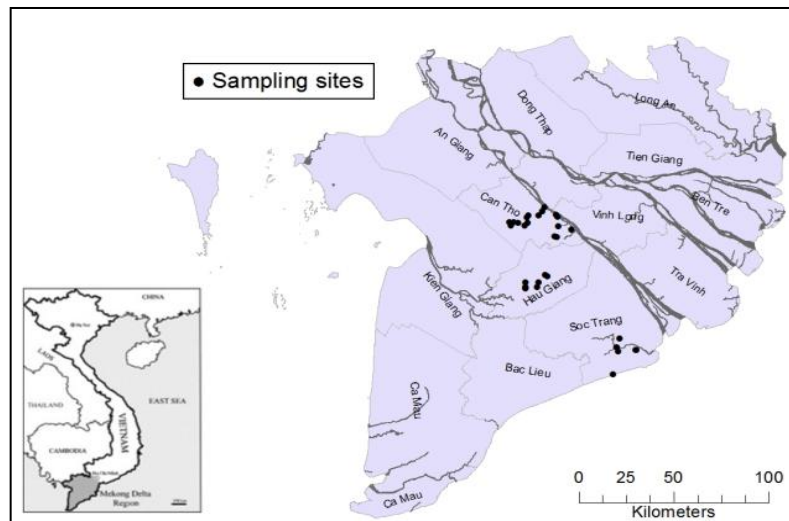 Sampling sites
Long An
Dong Thap
An Giang
Tien Giang
Ben Tre
Can Tho
Vinh Long
Tra Vinh
Hau Giang
Kien Giang
Soc Trang
Bac Lieu
Ca Mau
Ca Mau
CHINA
LAOS
THAILAND
EAST SEA
VIETNAM
CAMBODIA
Mekong Delta
Region
0 25 50 100
Kilometers